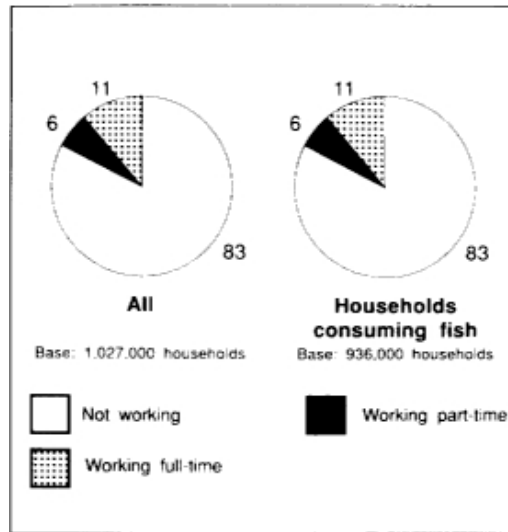 11
6
83
All
Base: 1.027.000 households
11
6
83
Households
consuming fish
Base: 936,000 households
Not working
Working part-time
Working full-time